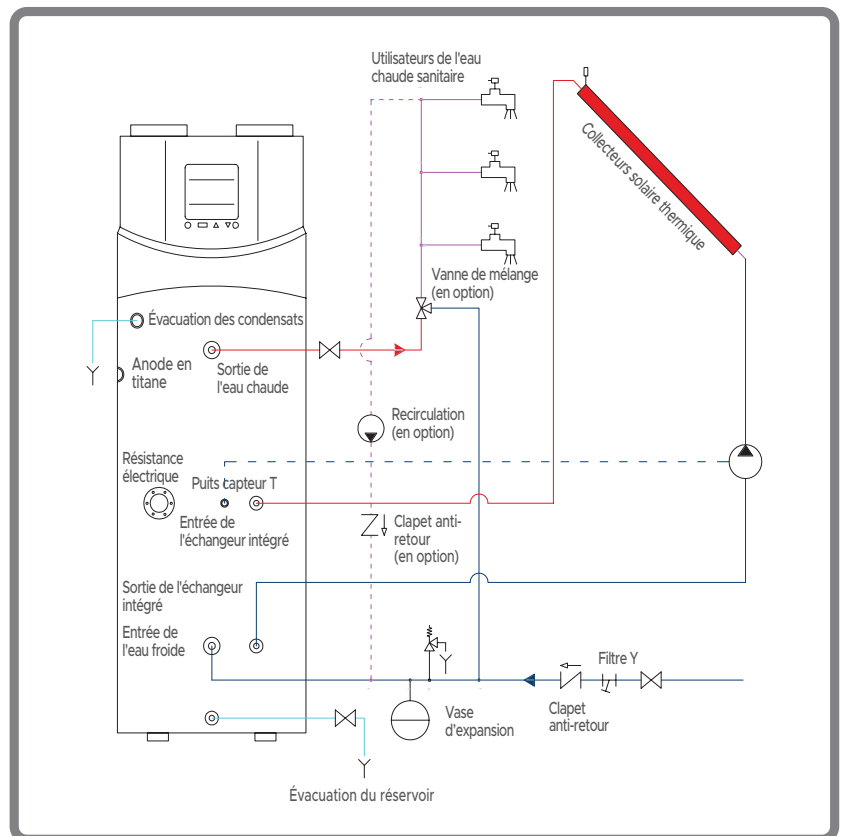 Utilisateurs de l'eau
chaude sanitaire
Collecteurs solaire thermique
Vanne de mélange
(en option)
Évacuation des condensats
Anode en
titane
Sortie de
l'eau chaude
Recirculation
(en option)
Résistance
électrique
Puits capteur T
Entrée de
l'échangeur intégré
Clapet anti-
retour
(en option)
Sortie de l'échangeur
intégré
Entrée de
l'eau froide
Filtre Y
Vase
d'expansion
Clapet
anti-retour
Évacuation du réservoir